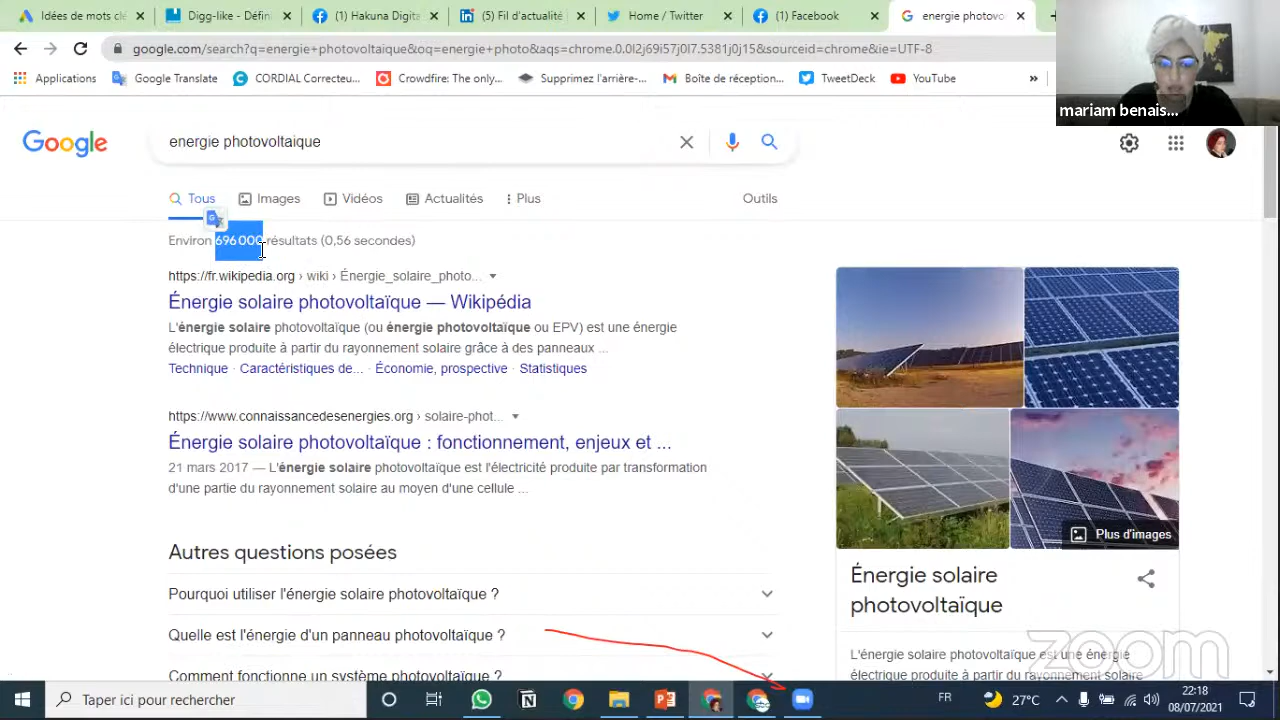 Idées de mots clés
Digg-like - Défini
(1) Hakuna Digita
(5) Fil d'actualité
Home / Twitter
(3) Facebook
energie photovo
google.com/search?q=energie+photovoltaique&oq=energie+photo&aqs=chrome.0.0l2j69i57j0l7.5381j0j15&sourceid=chrome&ie=UTF-8
Applications
Google Translate
CORDIAL Correcteu...
Crowdfire: The only...
Supprimez l'arrière-...
Boîte de réception...
TweetDeck
YouTube
»
mariam benais...
Google
energie photovoltaique
Tous
Images
Vidéos
Actualités
Plus
Outils
Environ 696 000 résultats (0,56 secondes)
https://fr.wikipedia.org › wiki › Énergie_solaire_photo...
Énergie solaire photovoltaïque — Wikipédia
L'énergie solaire photovoltaïque (ou énergie photovoltaïque ou EPV) est une énergie
électrique produite à partir du rayonnement solaire grâce à des panneaux ...
Technique · Caractéristiques de... · Économie, prospective · Statistiques
https://www.connaissancedesenergies.org › solaire-phot...
Énergie solaire photovoltaïque : fonctionnement, enjeux et ...
21 mars 2017 — L'énergie solaire photovoltaïque est l'électricité produite par transformation
d'une partie du rayonnement solaire au moyen d'une cellule ...
Plus d'images
Autres questions posées
Pourquoi utiliser l'énergie solaire photovoltaïque ?
Quelle est l'énergie d'un panneau photovoltaïque ?
Comment fonctionne un système photovoltaïque ?
Énergie solaire
photovoltaïque
L'énergie solaire photovoltaïque est une énergie
électrique produite à partir du rayonnement
zoom
Taper ici pour rechercher
FR
27°C
22:18
08/07/2021